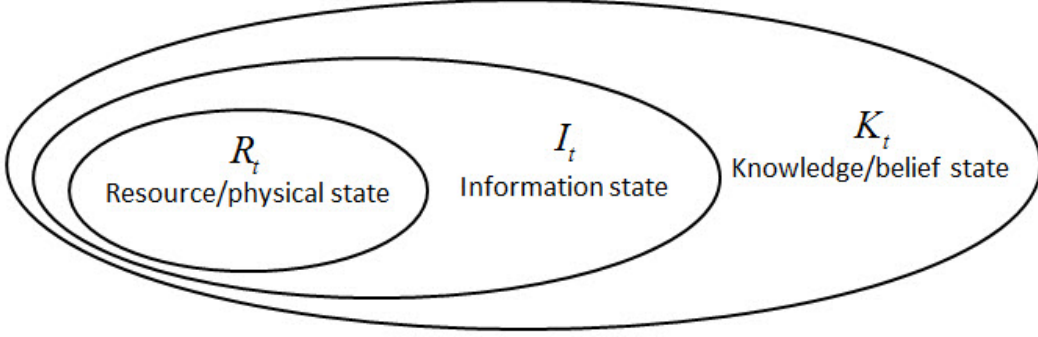 R_t
Resource/physical state
I_t
Information state
K_t
Knowledge/belief state